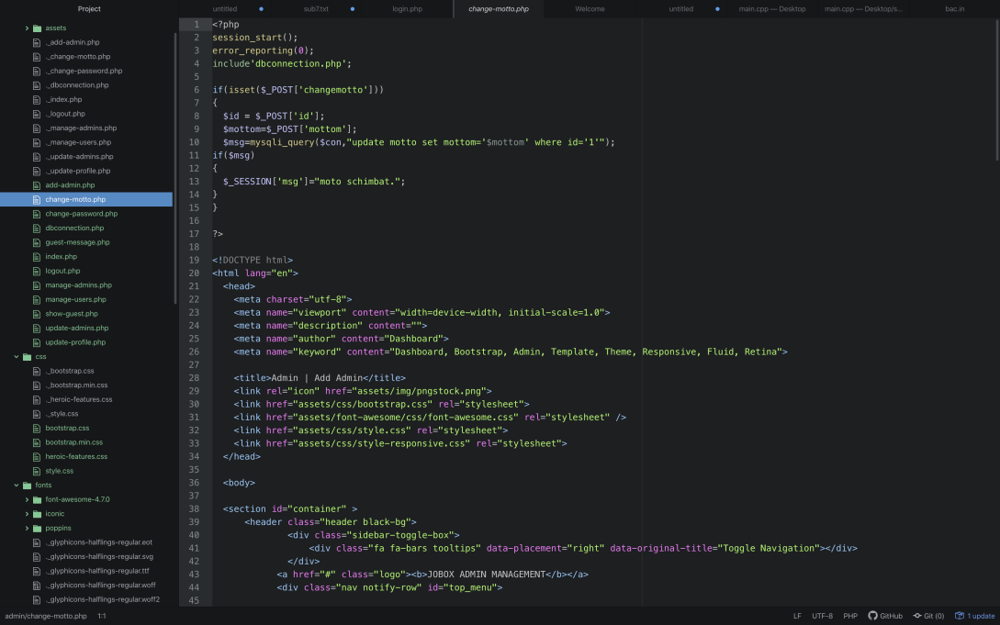 Project
untitled
sub7.txt
login.php
change-motto.php
Welcome
untitled
main.cpp — Desktop
main.cpp — Desktop/s...
bac.in
assets
._add-admin.php
._change-motto.php
._change-password.php
._dbconnection.php
._index.php
._logout.php
._manage-admins.php
._manage-users.php
._update-admins.php
._update-profile.php
add-admin.php
change-motto.php
change-password.php
dbconnection.php
guest-message.php
index.php
logout.php
manage-admins.php
manage-users.php
show-guest.php
update-admins.php
update-profile.php
css
._bootstrap.css
._bootstrap.min.css
._heroic-features.css
._style.css
bootstrap.css
bootstrap.min.css
heroic-features.css
style.css
fonts
font-awesome-4.7.0
iconic
poppins
._glyphicons-halflings-regular.eot
._glyphicons-halflings-regular.svg
._glyphicons-halflings-regular.ttf
._glyphicons-halflings-regular.woff
._glyphicons-halflings-regular.woff2
1 <?php
2 session_start();
3 error_reporting(0);
4 include'dbconnection.php';
5
6 if(isset($_POST['changemotto']))
7 {
8   $id = $_POST['id'];
9   $mottom=$_POST['mottom'];
10   $msg=mysqli_query($con,"update motto set mottom='$mottom' where id='1'");
11 if($msg)
12 {
13   $_SESSION['msg']="moto schimbat.";
14 }
15 }
16
17 ?>
18
19 <!DOCTYPE html>
20 <html lang="en">
21   <head>
22     <meta charset="utf-8">
23     <meta name="viewport" content="width=device-width, initial-scale=1.0">
24     <meta name="description" content="">
25     <meta name="author" content="Dashboard">
26     <meta name="keyword" content="Dashboard, Bootstrap, Admin, Template, Theme, Responsive, Fluid, Retina">
27
28     <title>Admin | Add Admin</title>
29     <link rel="icon" href="assets/img/pngstock.png">
30     <link href="assets/css/bootstrap.css" rel="stylesheet">
31     <link href="assets/font-awesome/css/font-awesome.css" rel="stylesheet" />
32     <link href="assets/css/style.css" rel="stylesheet">
33     <link href="assets/css/style-responsive.css" rel="stylesheet">
34   </head>
35
36   <body>
37
38   <section id="container" >
39       <header class="header black-bg">
40               <div class="sidebar-toggle-box">
41                   <div class="fa fa-bars tooltips" data-placement="right" data-original-title="Toggle Navigation"></div>
42               </div>
43             <a href="#" class="logo"><b>JOBOX ADMIN MANAGEMENT</b></a>
44             <div class="nav notify-row" id="top_menu">
45
admin/change-motto.php 1:1
LF UTF-8 PHP GitHub Git (0) 1 update